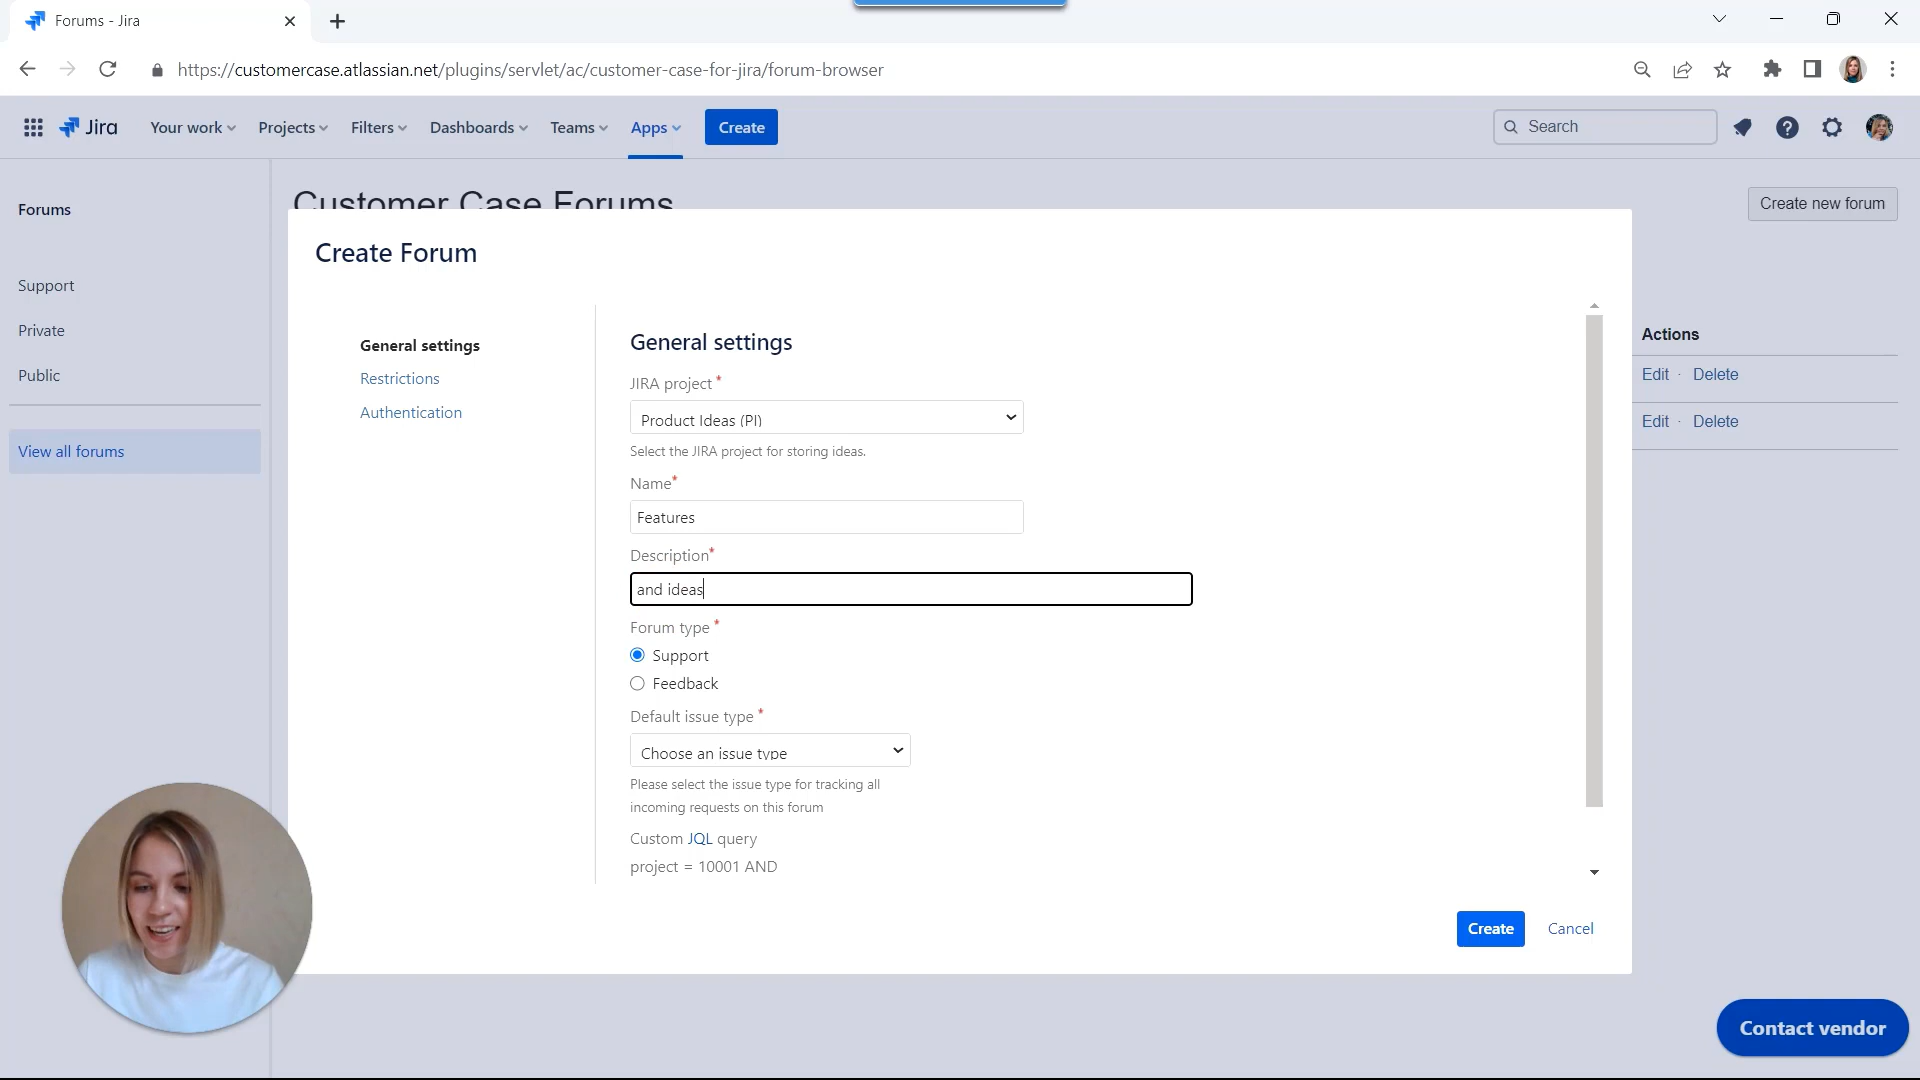 Forums - Jira
https://customercase.atlassian.net/plugins/servlet/ac/customer-case-for-jira/forum-browser
Jira
Your work
Projects
Filters
Dashboards
Teams
Apps
Create
Search
Forums
Support
Private
Public
View all forums
Customer Case Forums
Create new forum
Actions
Edit · Delete
Edit · Delete
Create Forum
General settings
Restrictions
Authentication
General settings
JIRA project *
Product Ideas (PI)
Select the JIRA project for storing ideas.
Name*
Features
Description*
and ideas
Forum type *
Support
Feedback
Default issue type *
Choose an issue type
Please select the issue type for tracking all
incoming requests on this forum
Custom JQL query
project = 10001 AND
Create
Cancel
Contact vendor